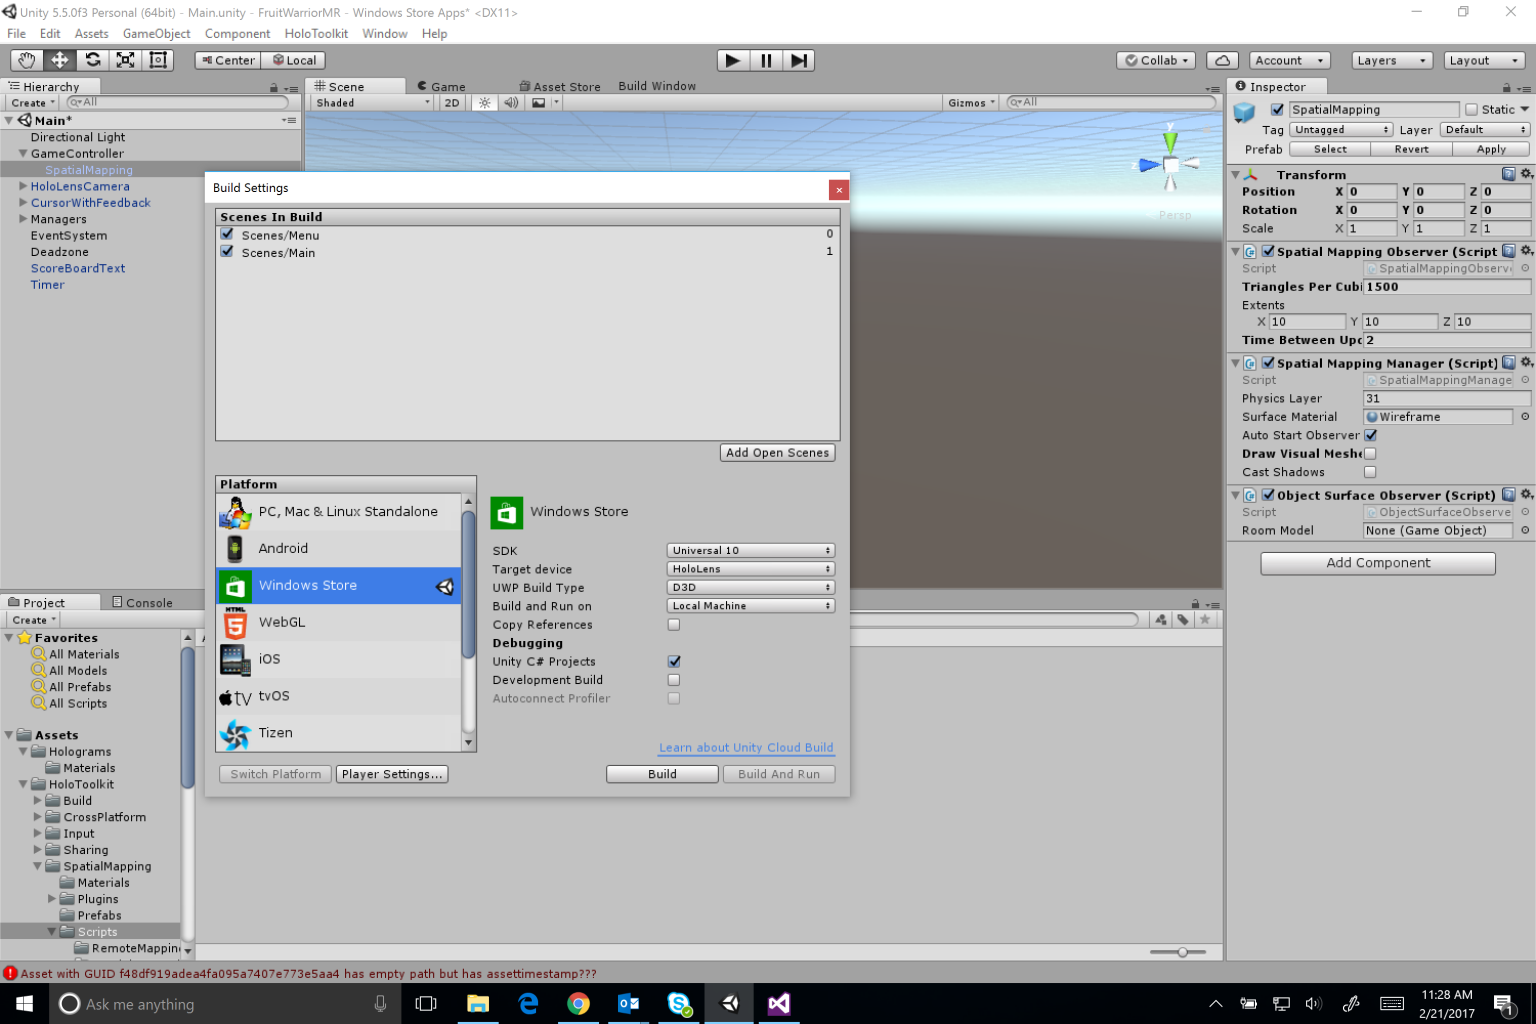 Unity 5.5.0f3 Personal (64bit) - Main.unity - FruitWarriorMR - Windows Store Apps* <DX11>
File Edit Assets GameObject Component HoloToolkit Window Help
Center Local Collab Account Layers Layout
Hierarchy
Create All
Main*
Directional Light
GameController
SpatialMapping
HoloLensCamera
CursorWithFeedback
Managers
EventSystem
Deadzone
ScoreBoardText
Timer
Scene Game Asset Store Build Window
Shaded 2D Gizmos All
y
z
Persp
Build Settings
Scenes In Build
Scenes/Menu 0
Scenes/Main 1
Add Open Scenes
Platform
PC, Mac & Linux Standalone
Android
Windows Store
HTML
WebGL
iOS
tv tvOS
Tizen
Windows Store
SDK Universal 10
Target device HoloLens
UWP Build Type D3D
Build and Run on Local Machine
Copy References
Debugging
Unity C# Projects
Development Build
Autoconnect Profiler
Learn about Unity Cloud Build
Switch Platform Player Settings... Build Build And Run
Inspector
SpatialMapping Static
Tag Untagged Layer Default
Prefab Select Revert Apply
Transform
Position X 0 Y 0 Z 0
Rotation X 0 Y 0 Z 0
Scale X 1 Y 1 Z 1
Spatial Mapping Observer (Script
Script SpatialMappingObserv
Triangles Per Cubi 1500
Extents
X 10 Y 10 Z 10
Time Between Upd 2
Spatial Mapping Manager (Script)
Script SpatialMappingManage
Physics Layer 31
Surface Material Wireframe
Auto Start Observer
Draw Visual Meshe
Cast Shadows
Object Surface Observer (Script)
Script ObjectSurfaceObserve
Room Model None (Game Object)
Add Component
Project Console
Create
Favorites
All Materials
All Models
All Prefabs
All Scripts
Assets
Holograms
Materials
HoloToolkit
Build
CrossPlatform
Input
Sharing
SpatialMapping
Materials
Plugins
Prefabs
Scripts
RemoteMapping
Asset with GUID f48df919adea4fa095a7407e773e5aa4 has empty path but has assettimestamp???
Ask me anything
11:28 AM
2/21/2017
1